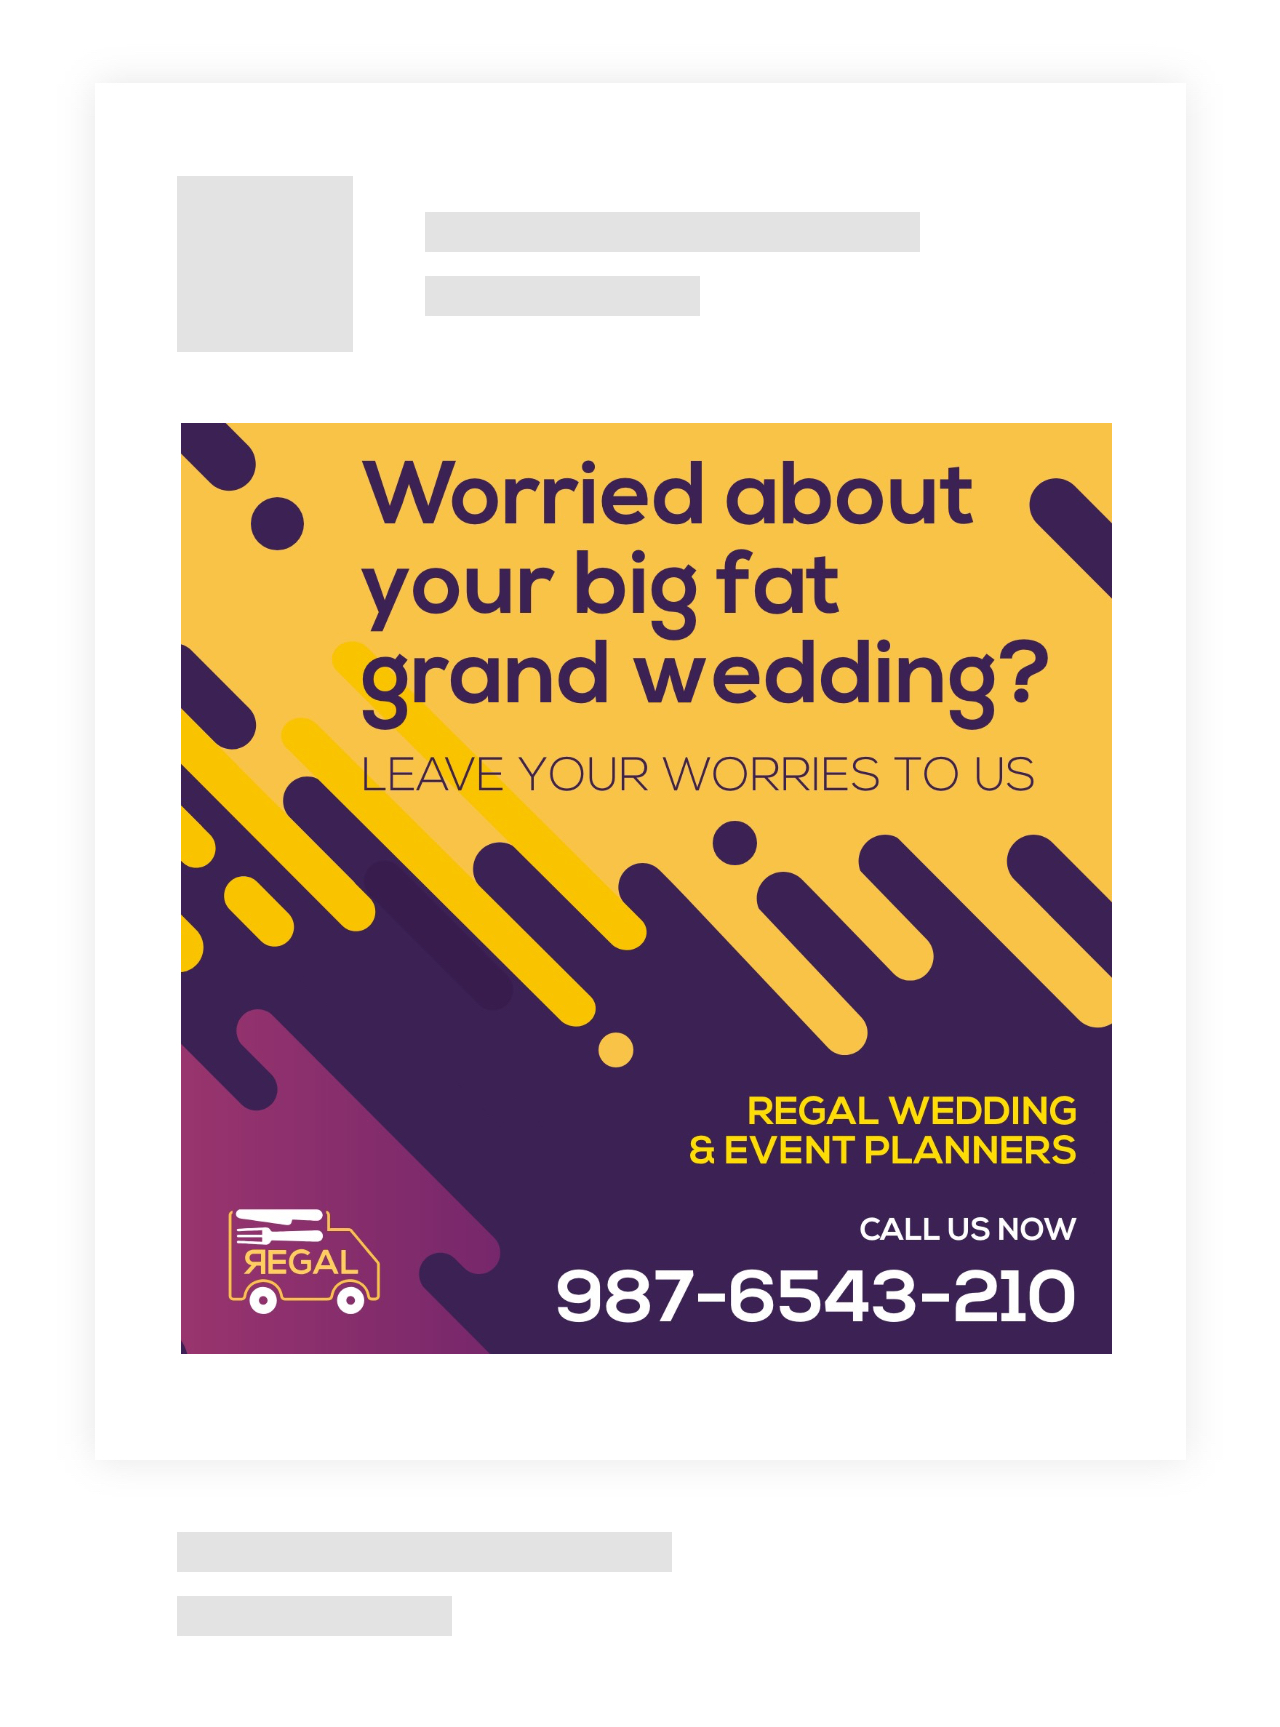 Worried about
your big fat
grand wedding?
LEAVE YOUR WORRIES TO US
REGAL WEDDING
& EVENT PLANNERS
CALL US NOW
987-6543-210
ЯEGAL